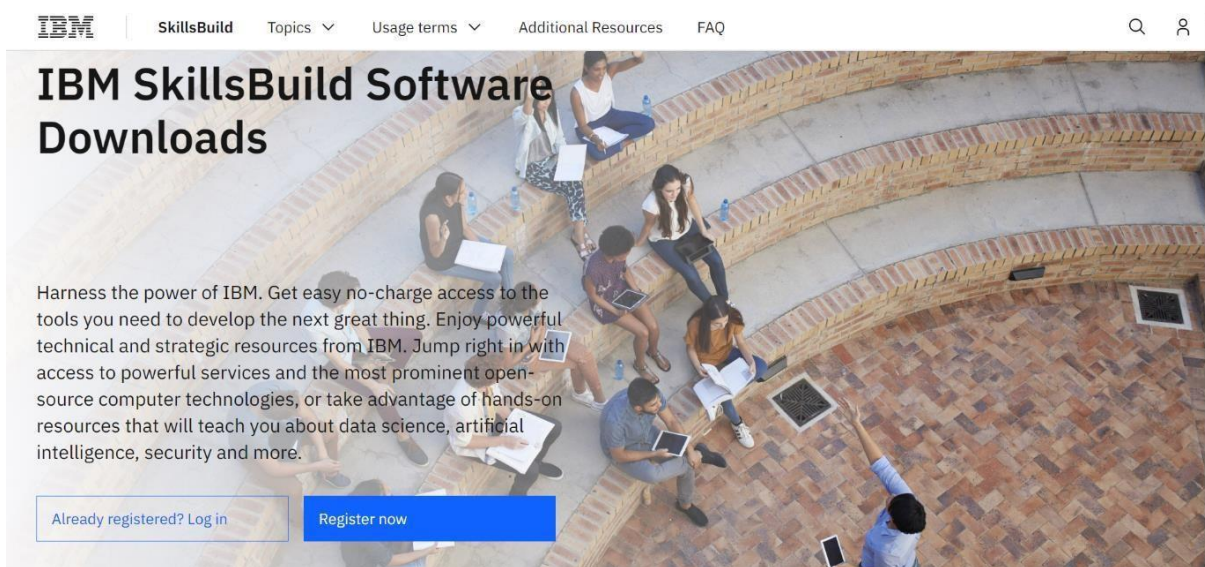 IBM SkillsBuild Topics Usage terms Additional Resources FAQ
IBM SkillsBuild Software
Downloads
Harness the power of IBM. Get easy no-charge access to the
tools you need to develop the next great thing. Enjoy powerful
technical and strategic resources from IBM. Jump right in with
access to powerful services and the most prominent open-
source computer technologies, or take advantage of hands-on
resources that will teach you about data science, artificial
intelligence, security and more.
Already registered? Log in Register now